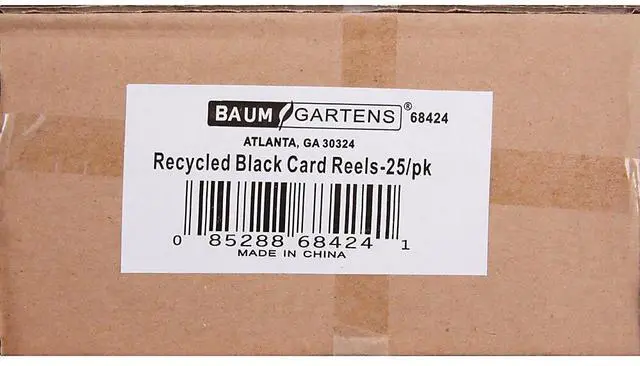 BAUM GARTENS® 68424
ATLANTA, GA 30324
Recycled Black Card Reels-25/pk
0 85288 68424 1
MADE IN CHINA